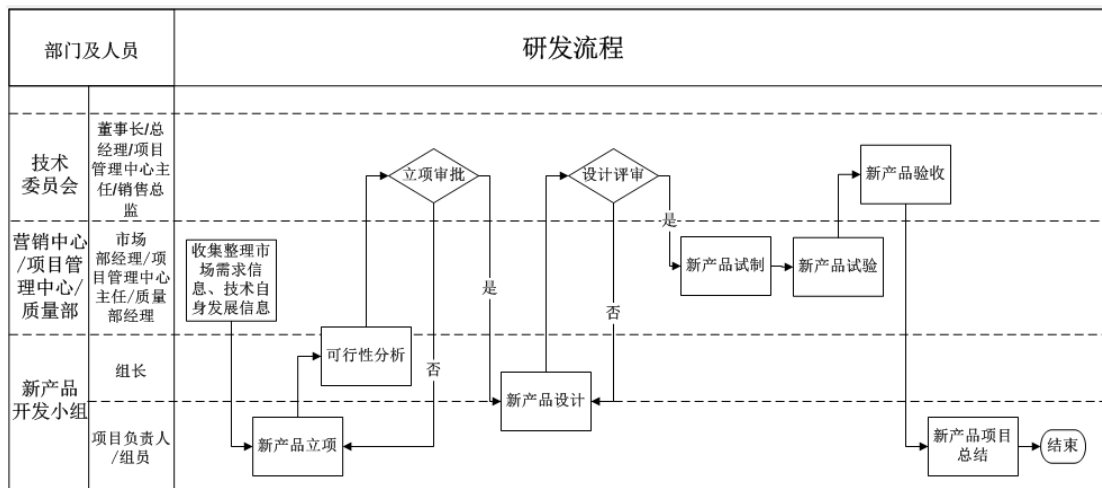 部门及人员
研发流程
技术
委员会
董事长/总
经理/项目
管理中心主
任/销售总
监
立项审批
设计评审
新产品验收
是
营销中心
/项目管
理中心/
质量部
市场
部经理/项
目管理中心
主任/质量
部经理
收集整理市
场需求信
息、技术自
身发展信息
新产品试制
新产品试验
是
否
新产品
开发小组
组长
可行性分析
否
新产品设计
项目负责人
/组员
新产品立项
新产品项目
总结
结束